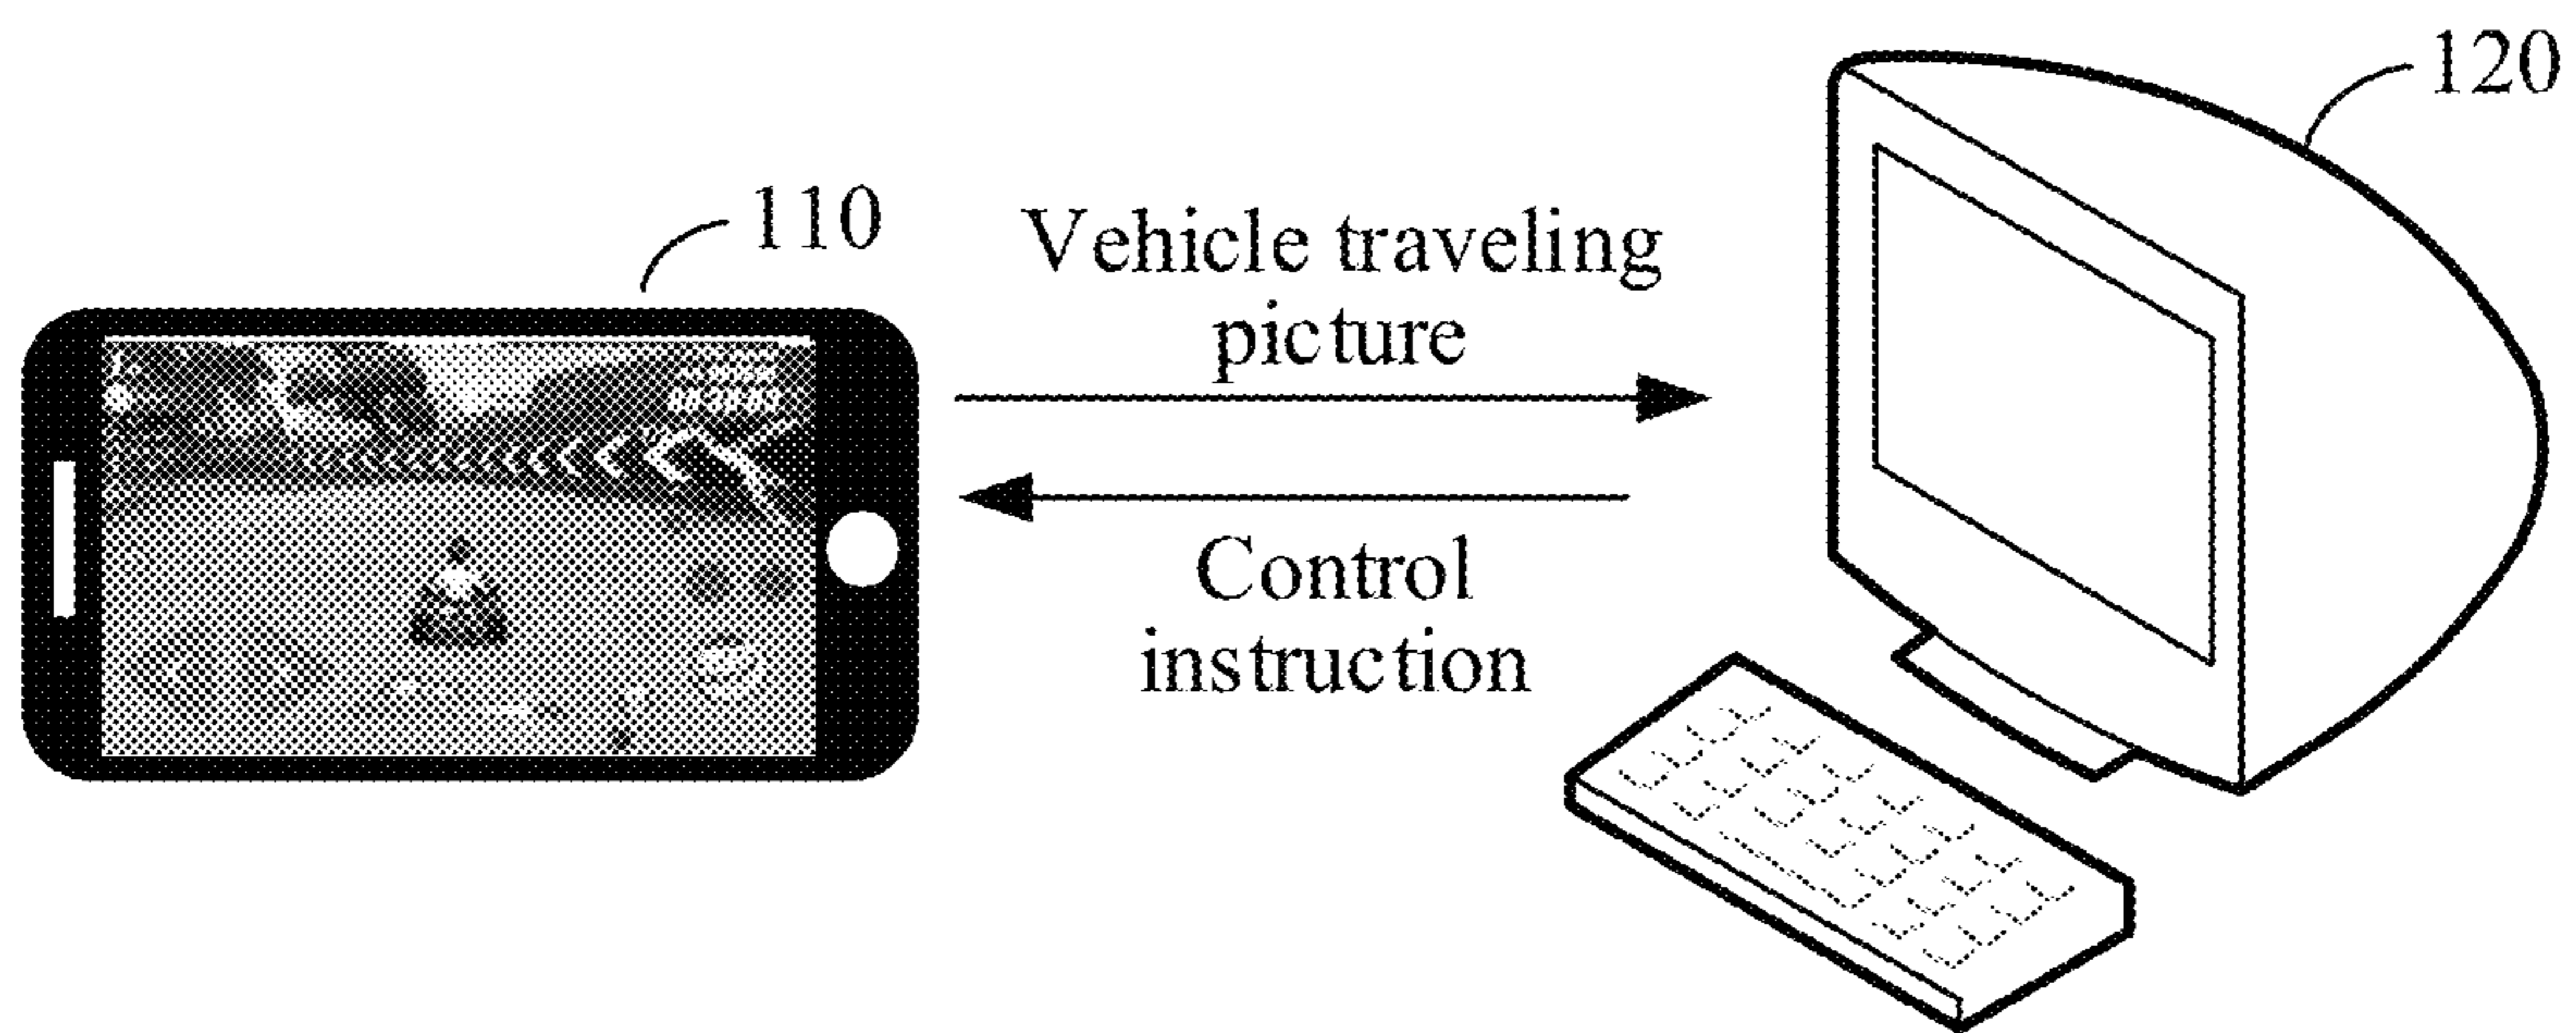 120
110
Vehicle traveling
picture
Control
instruction